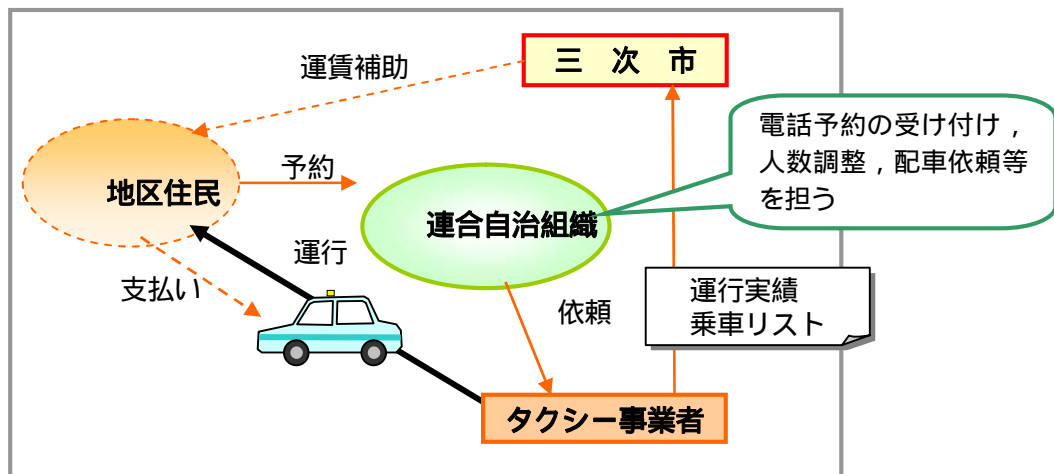 三　次　市
運賃補助
電話予約の受け付け，
人数調整，配車依頼等
を担う
予約
地区住民
連合自治組織
運行
支払い
運行実績
乗車リスト
依頼
タクシー事業者